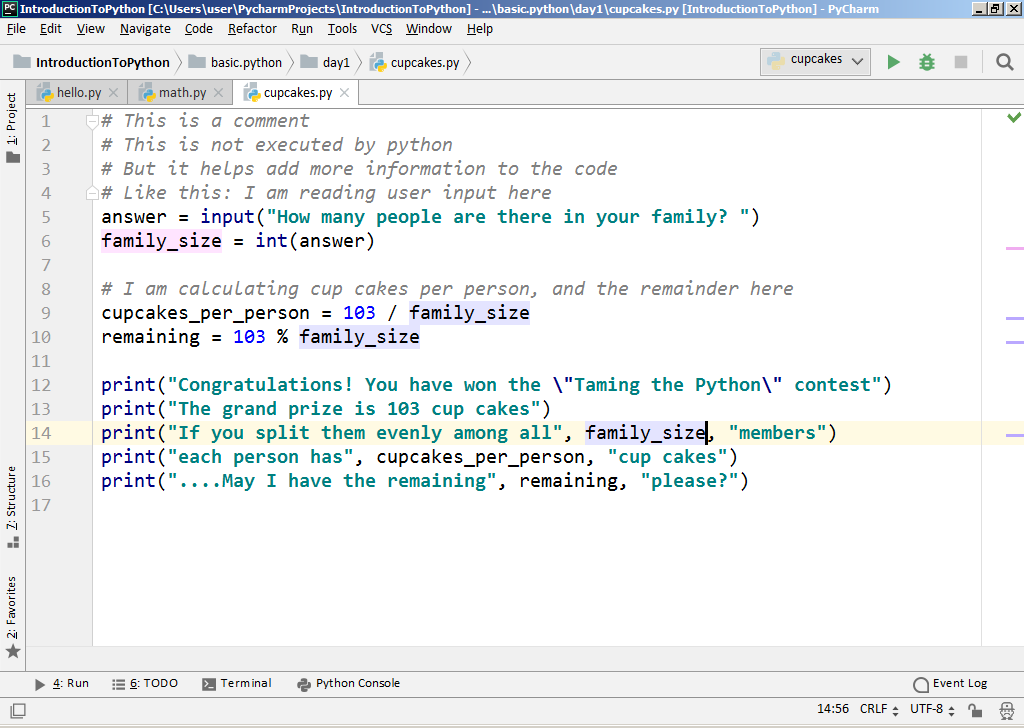 PC IntroductionToPython [C:\Users\user\PycharmProjects\IntroductionToPython] - ...\basic.python\day1\cupcakes.py [IntroductionToPython] - PyCharm
File Edit View Navigate Code Refactor Run Tools VCS Window Help
IntroductionToPython basic.python day1 cupcakes.py cupcakes
hello.py math.py cupcakes.py
1: Project
1 # This is a comment
2 # This is not executed by python
3 # But it helps add more information to the code
4 # Like this: I am reading user input here
5 answer = input("How many people are there in your family? ")
6 family_size = int(answer)
7
8 # I am calculating cup cakes per person, and the remainder here
9 cupcakes_per_person = 103 / family_size
10 remaining = 103 % family_size
11
12 print("Congratulations! You have won the \"Taming the Python\" contest")
13 print("The grand prize is 103 cup cakes")
14 print("If you split them evenly among all", family_size, "members")
15 print("each person has", cupcakes_per_person, "cup cakes")
16 print("....May I have the remaining", remaining, "please?")
17
7: Structure
2: Favorites
4: Run 6: TODO Terminal Python Console Event Log
14:56 CRLF UTF-8